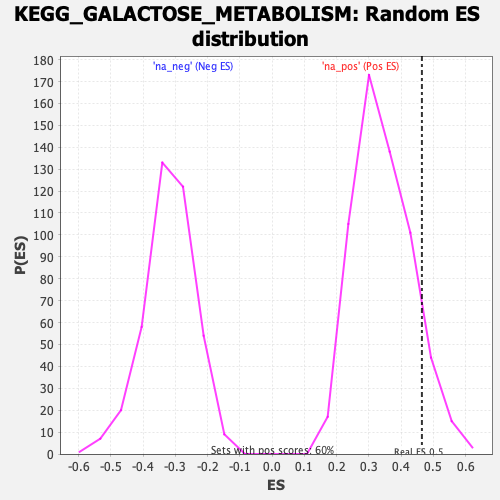 KEGG_GALACTOSE_METABOLISM: Random ES
distribution
'na_neg' (Neg ES)
'na_pos' (Pos ES)
180
170
160
150
140
130
120
110
100
90
80
70
60
50
40
30
20
10
0
P(ES)
Sets with pos scores: 60%
Real ES 0.5
-0.6 -0.5 -0.4 -0.3 -0.2 -0.1 0.0 0.1 0.2 0.3 0.4 0.5 0.6
ES